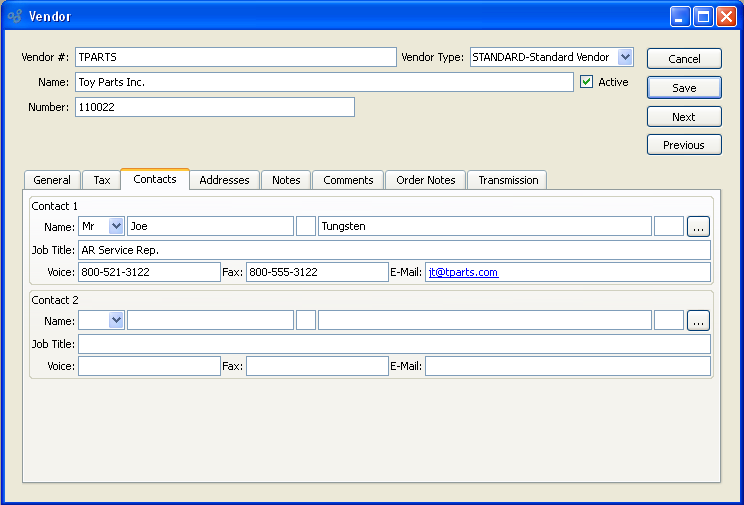 Vendor
Vendor #: TPARTS Vendor Type: STANDARD-Standard Vendor Cancel
Name: Toy Parts Inc. Active Save
Number: 110022 Next
Previous
General Tax Contacts Addresses Notes Comments Order Notes Transmission
Contact 1
Name: Mr Joe Tungsten ...
Job Title: AR Service Rep.
Voice: 800-521-3122 Fax: 800-555-3122 E-Mail: jt@tparts.com
Contact 2
Name: ...
Job Title:
Voice: Fax: E-Mail: